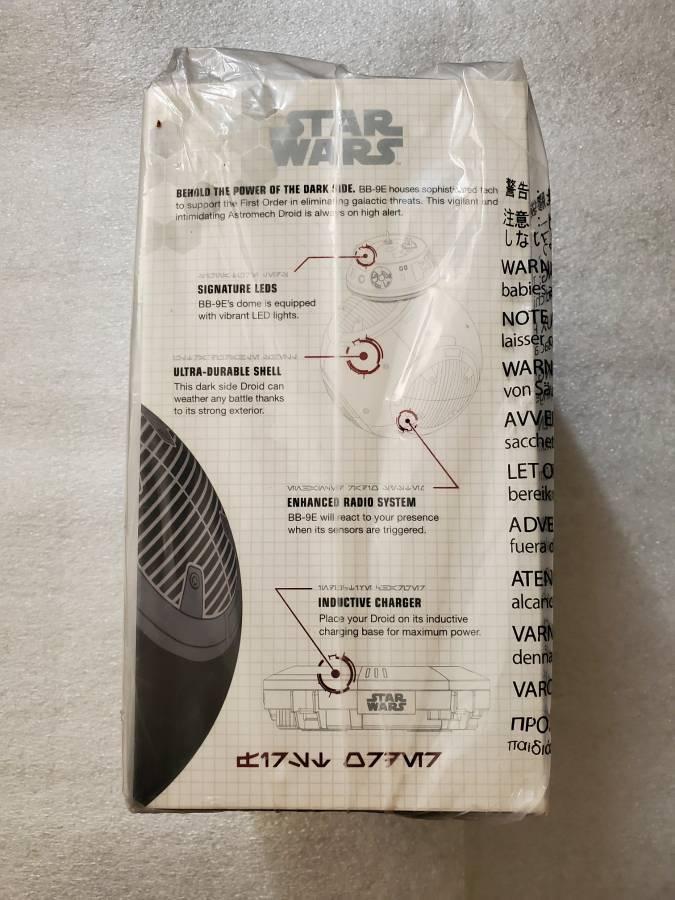 STAR
WARS
BEHOLD THE POWER OF THE DARK SIDE. BB-9E houses sophisticated tech
to support the First Order in eliminating galactic threats. This vigilant and
intimidating Astromech Droid is always on high alert.
SIGNATURE LEDS
BB-9E's dome is equipped
with vibrant LED lights.
ULTRA-DURABLE SHELL
This dark side Droid can
weather any battle thanks
to its strong exterior.
ENHANCED RADIO SYSTEM
BB-9E will react to your presence
when its sensors are triggered.
INDUCTIVE CHARGER
Place your Droid on its inductive
charging base for maximum power.
STAR
WARS
警告
注意
しな
WARN
babies
NOTE
laisser
WARN
von Sä
AVVE
sacche
LET O
bereik
ADVE
fuera
ATEN
alcan
VARN
denna
VARO
ΠΡΟ
παιδι